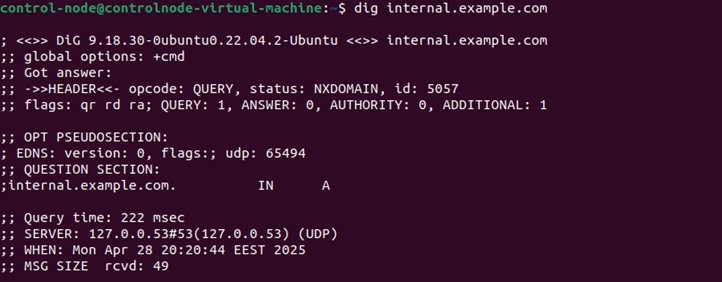 control-node@controlnode-virtual-machine:~$ dig internal.example.com
; <<>> DiG 9.18.30-0ubuntu0.22.04.2-Ubuntu <<>> internal.example.com
;; global options: +cmd
;; Got answer:
;; ->>HEADER<<- opcode: QUERY, status: NXDOMAIN, id: 5057
;; flags: qr rd ra; QUERY: 1, ANSWER: 0, AUTHORITY: 0, ADDITIONAL: 1
;; OPT PSEUDOSECTION:
; EDNS: version: 0, flags:; udp: 65494
;; QUESTION SECTION:
;internal.example.com. IN A
;; Query time: 222 msec
;; SERVER: 127.0.0.53#53(127.0.0.53) (UDP)
;; WHEN: Mon Apr 28 20:20:44 EEST 2025
;; MSG SIZE rcvd: 49